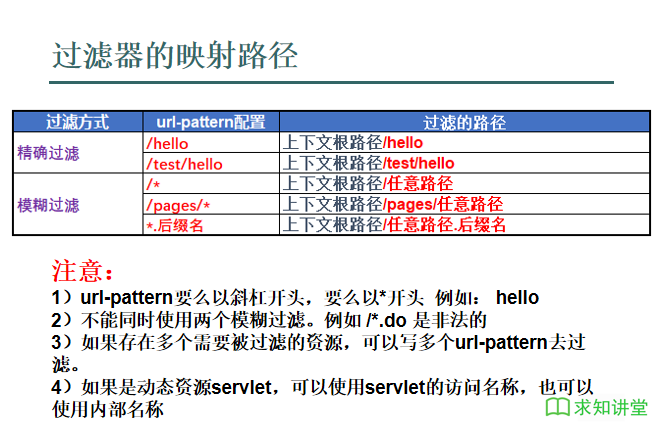 过滤器的映射路径
过滤方式 url-pattern配置 过滤的路径
精确过滤 /hello 上下文根路径/hello
/test/hello 上下文根路径/test/hello
模糊过滤 /* 上下文根路径/任意路径
/pages/* 上下文根路径/pages/任意路径
*.后缀名 上下文根路径/任意路径.后缀名
注意：
1）url-pattern要么以斜杠开头，要么以*开头 例如： hello
2）不能同时使用两个模糊过滤。例如 /*.do 是非法的
3）如果存在多个需要被过滤的资源，可以写多个url-pattern去过
滤。
4）如果是动态资源servlet，可以使用servlet的访问名称，也可以
使用内部名称
求知讲堂